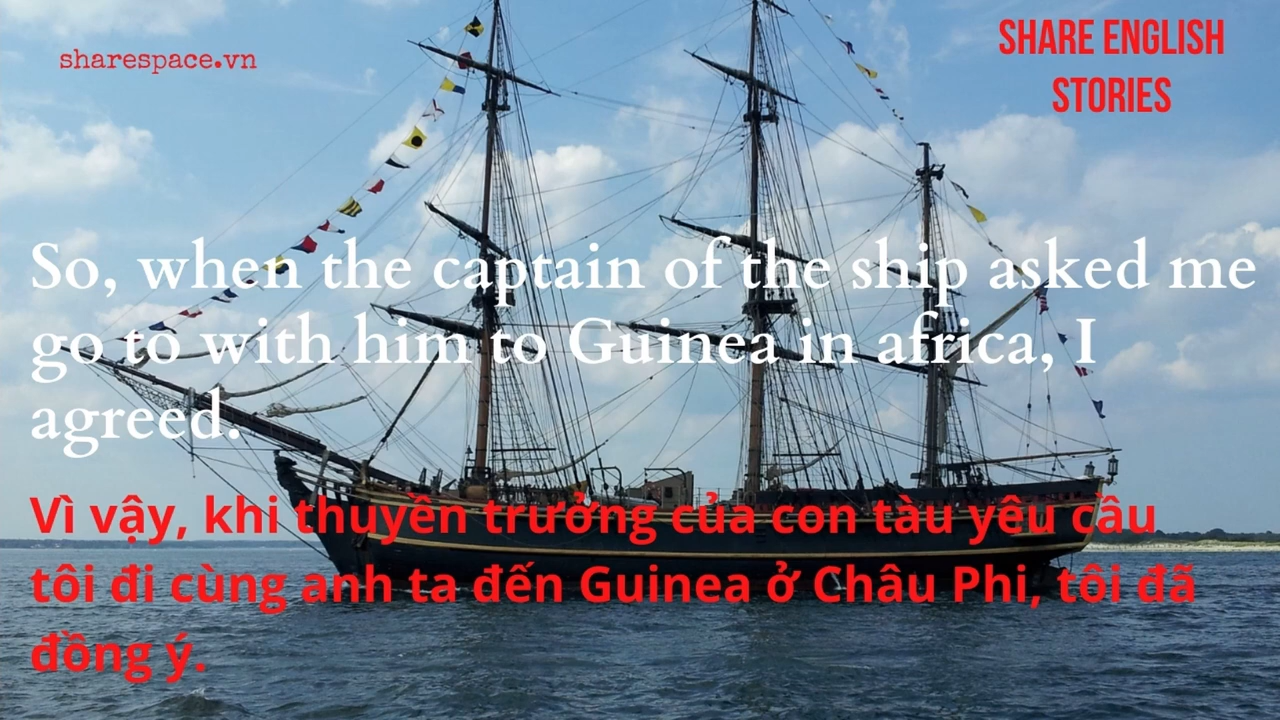 sharespace.vn
SHARE ENGLISH
STORIES
So, when the captain of the ship asked me
go to with him to Guinea in africa, I
agreed.
Vì vậy, khi thuyền trưởng của con tàu yêu cầu
tôi đi cùng anh ta đến Guinea ở Châu Phi, tôi đã
đồng ý.